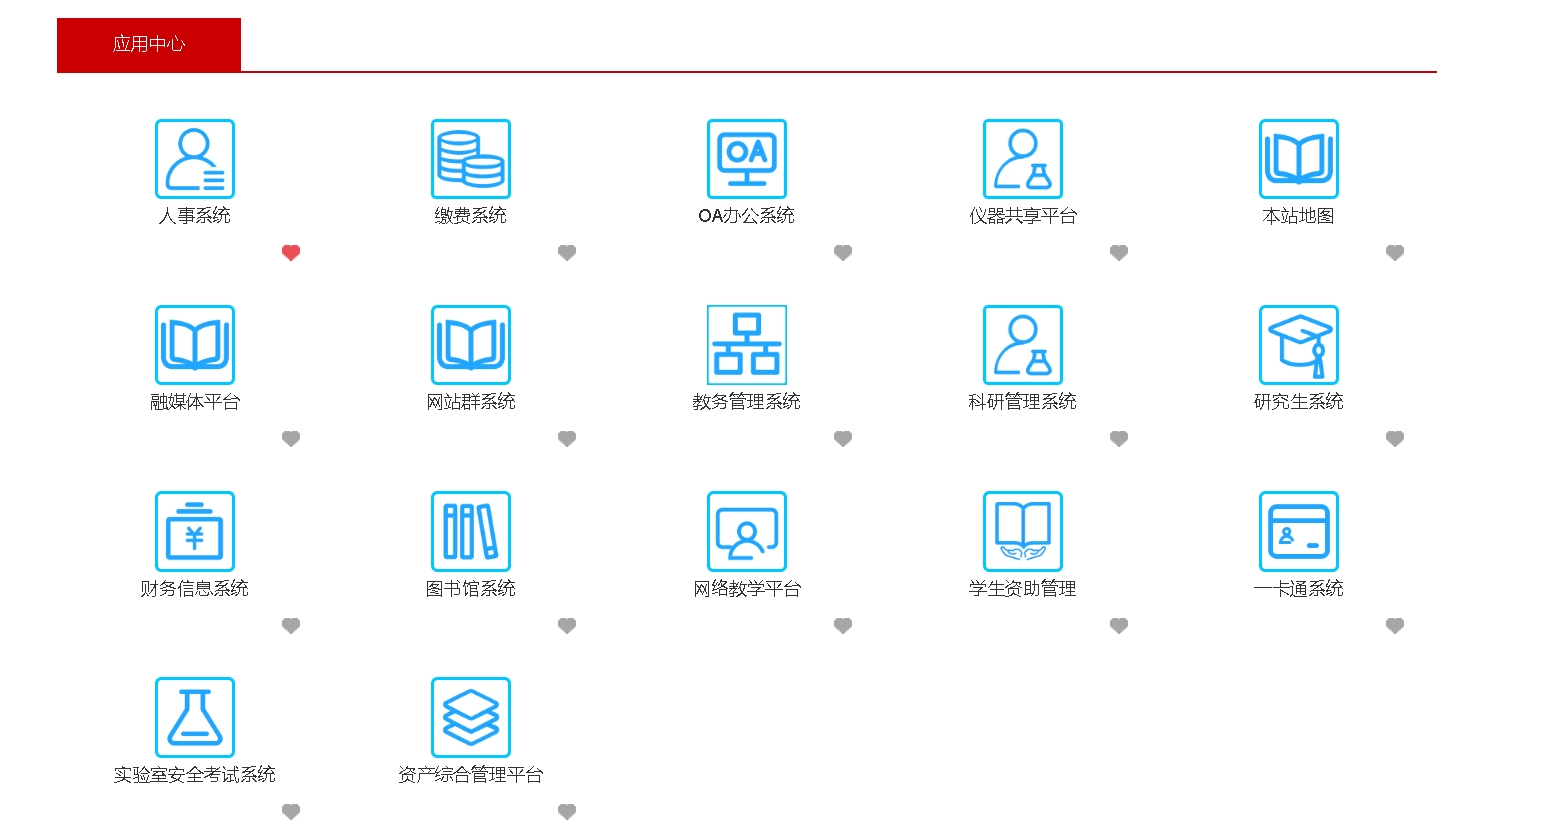 应用中心
人事系统
缴费系统
OA办公系统
仪器共享平台
本站地图
融媒体平台
网站群系统
教务管理系统
科研管理系统
研究生系统
财务信息系统
图书馆系统
网络教学平台
学生资助管理
一卡通系统
实验室安全考试系统
资产综合管理平台